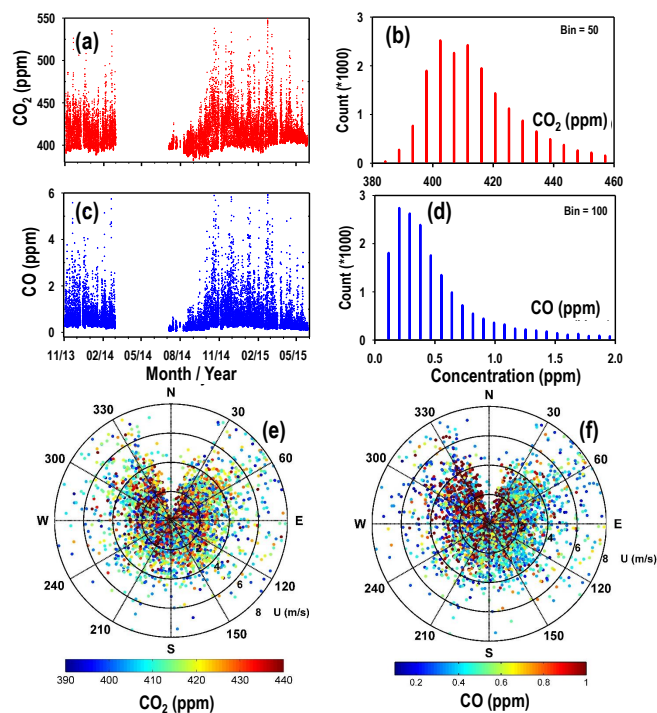 550
500
450
400
CO₂ (ppm)
(a)
3
2
1
0
Count (*1000)
(b)
Bin = 50
CO₂ (ppm)
384
400
420
440
460
6
4
2
0
CO (ppm)
(c)
11/13
02/14
05/14
08/14
11/14
02/15
05/15
Month / Year
3
2
1
0
Count (*1000)
(d)
Bin = 100
CO (ppm)
0.0
0.5
1.0
1.5
2.0
Concentration (ppm)
N
330
30
(e)
300
60
W
E
4
6
8
U (m/s)
240
120
210
150
S
390
400
410
420
430
440
CO₂ (ppm)
N
330
30
(f)
300
60
W
E
4
6
8
U (m/s)
240
120
210
150
S
0.2
0.4
0.6
0.8
1
CO (ppm)